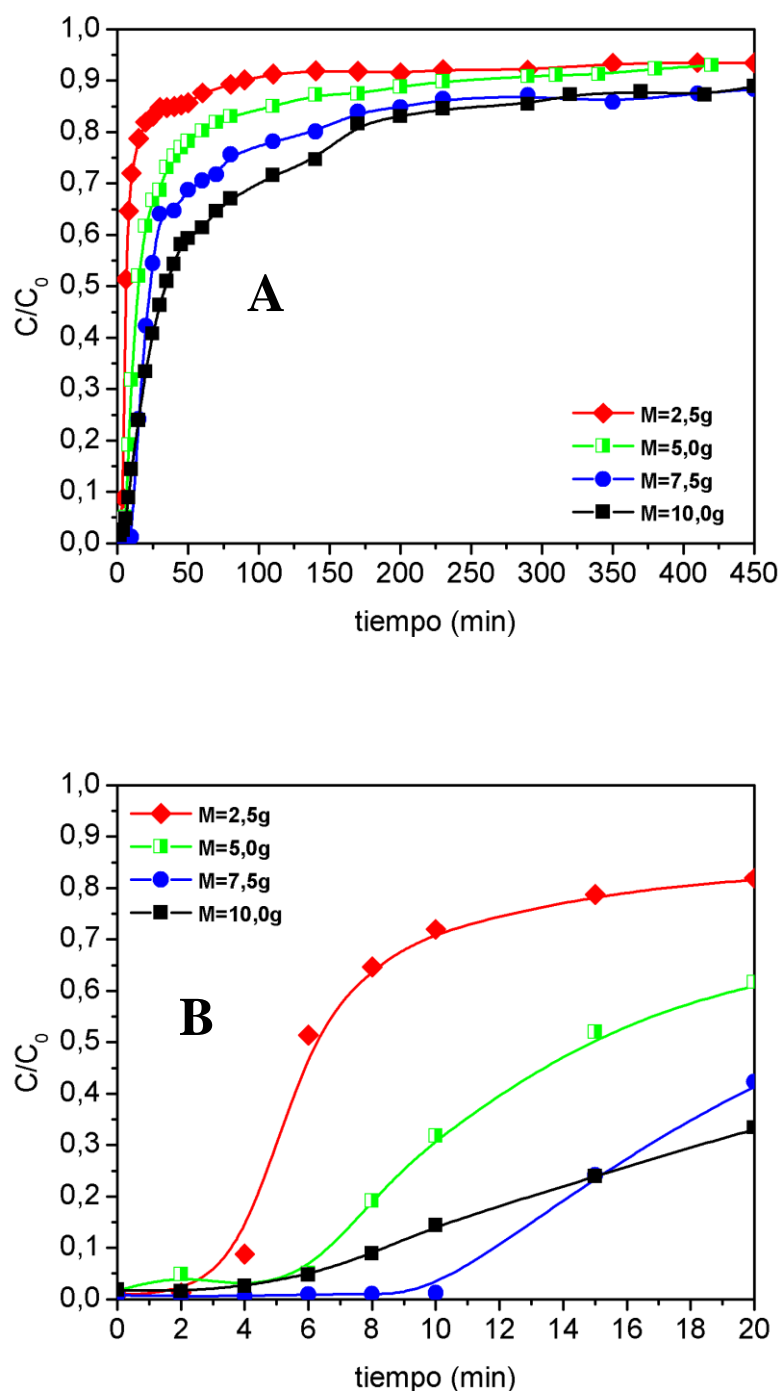 1,0
0,9
0,8
0,7
0,6
0,5
0,4
0,3
0,2
0,1
0,0
C/C0
A
M=2,5g
M=5,0g
M=7,5g
M=10,0g
0 50 100 150 200 250 300 350 400 450
tiempo (min)
1,0
0,9
0,8
0,7
0,6
0,5
0,4
0,3
0,2
0,1
0,0
C/C0
M=2,5g
M=5,0g
M=7,5g
M=10,0g
B
0 2 4 6 8 10 12 14 16 18 20
tiempo (min)